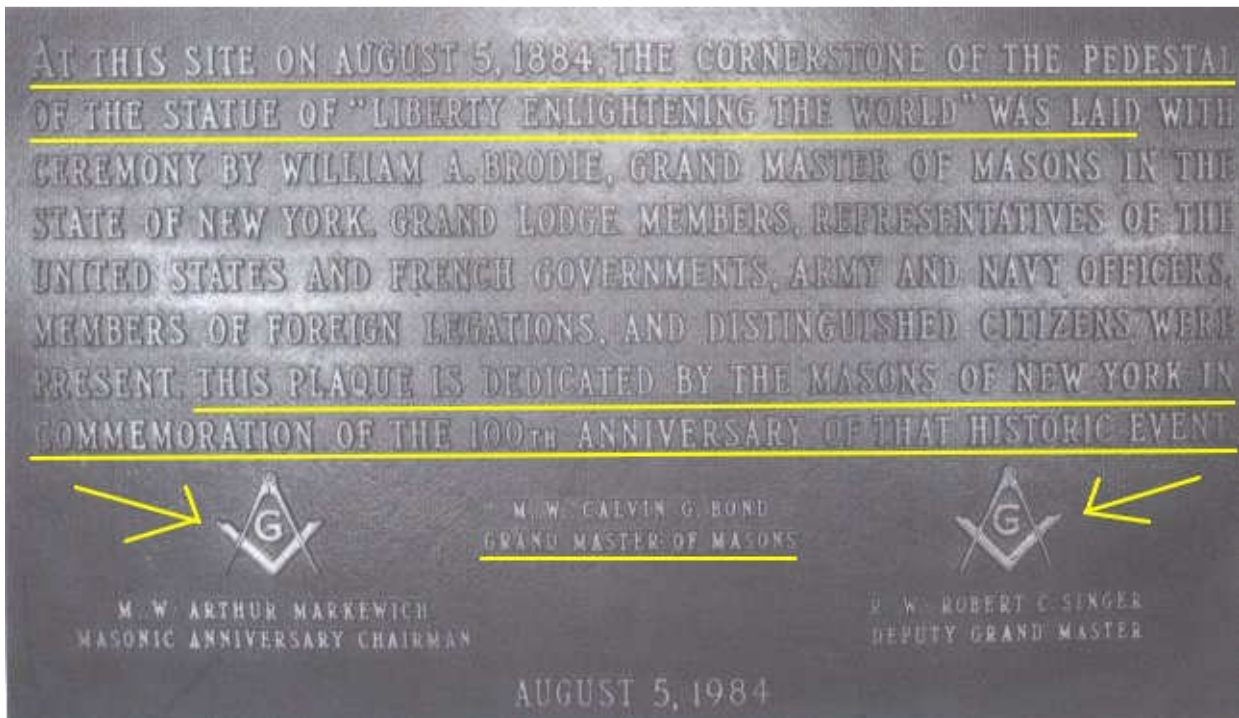 AT THIS SITE ON AUGUST 5, 1884, THE CORNERSTONE OF THE PEDESTAL
OF THE STATUE OF "LIBERTY ENLIGHTENING THE WORLD" WAS LAID WITH
CEREMONY BY WILLIAM A. BRODIE, GRAND MASTER OF MASONS IN THE
STATE OF NEW YORK. GRAND LODGE MEMBERS, REPRESENTATIVES OF THE
UNITED STATES AND FRENCH GOVERNMENTS, ARMY AND NAVY OFFICERS,
MEMBERS OF FOREIGN LEGATIONS, AND DISTINGUISHED CITIZENS WERE
PRESENT. THIS PLAQUE IS DEDICATED BY THE MASONS OF NEW YORK IN
COMMEMORATION OF THE 100TH ANNIVERSARY OF THAT HISTORIC EVENT.
G
G
M. W. CALVIN G. BOND
GRAND MASTER OF MASONS
M. W. ARTHUR MARKEWICH
MASONIC ANNIVERSARY CHAIRMAN
R. W. ROBERT C. SINGER
DEPUTY GRAND MASTER
AUGUST 5, 1984